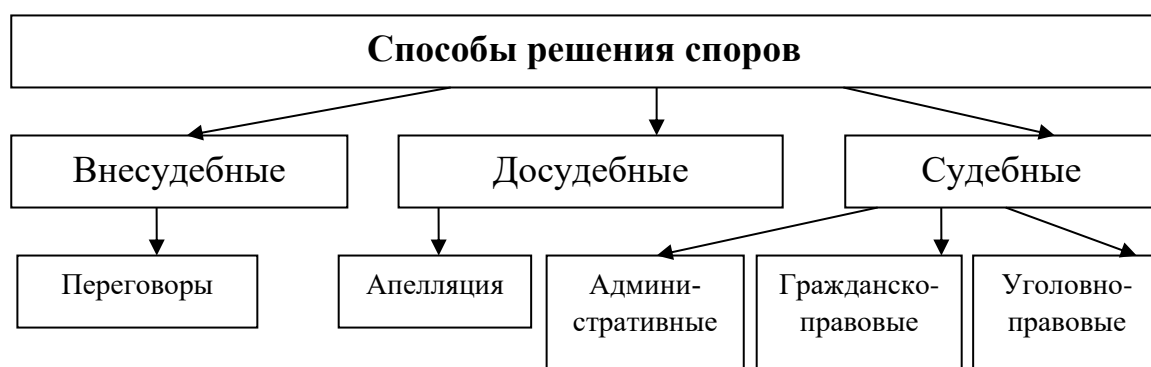 Способы решения споров
Внесудебные
Досудебные
Судебные
Переговоры
Апелляция
Админи-
стративные
Гражданско-
правовые
Уголовно-
правовые